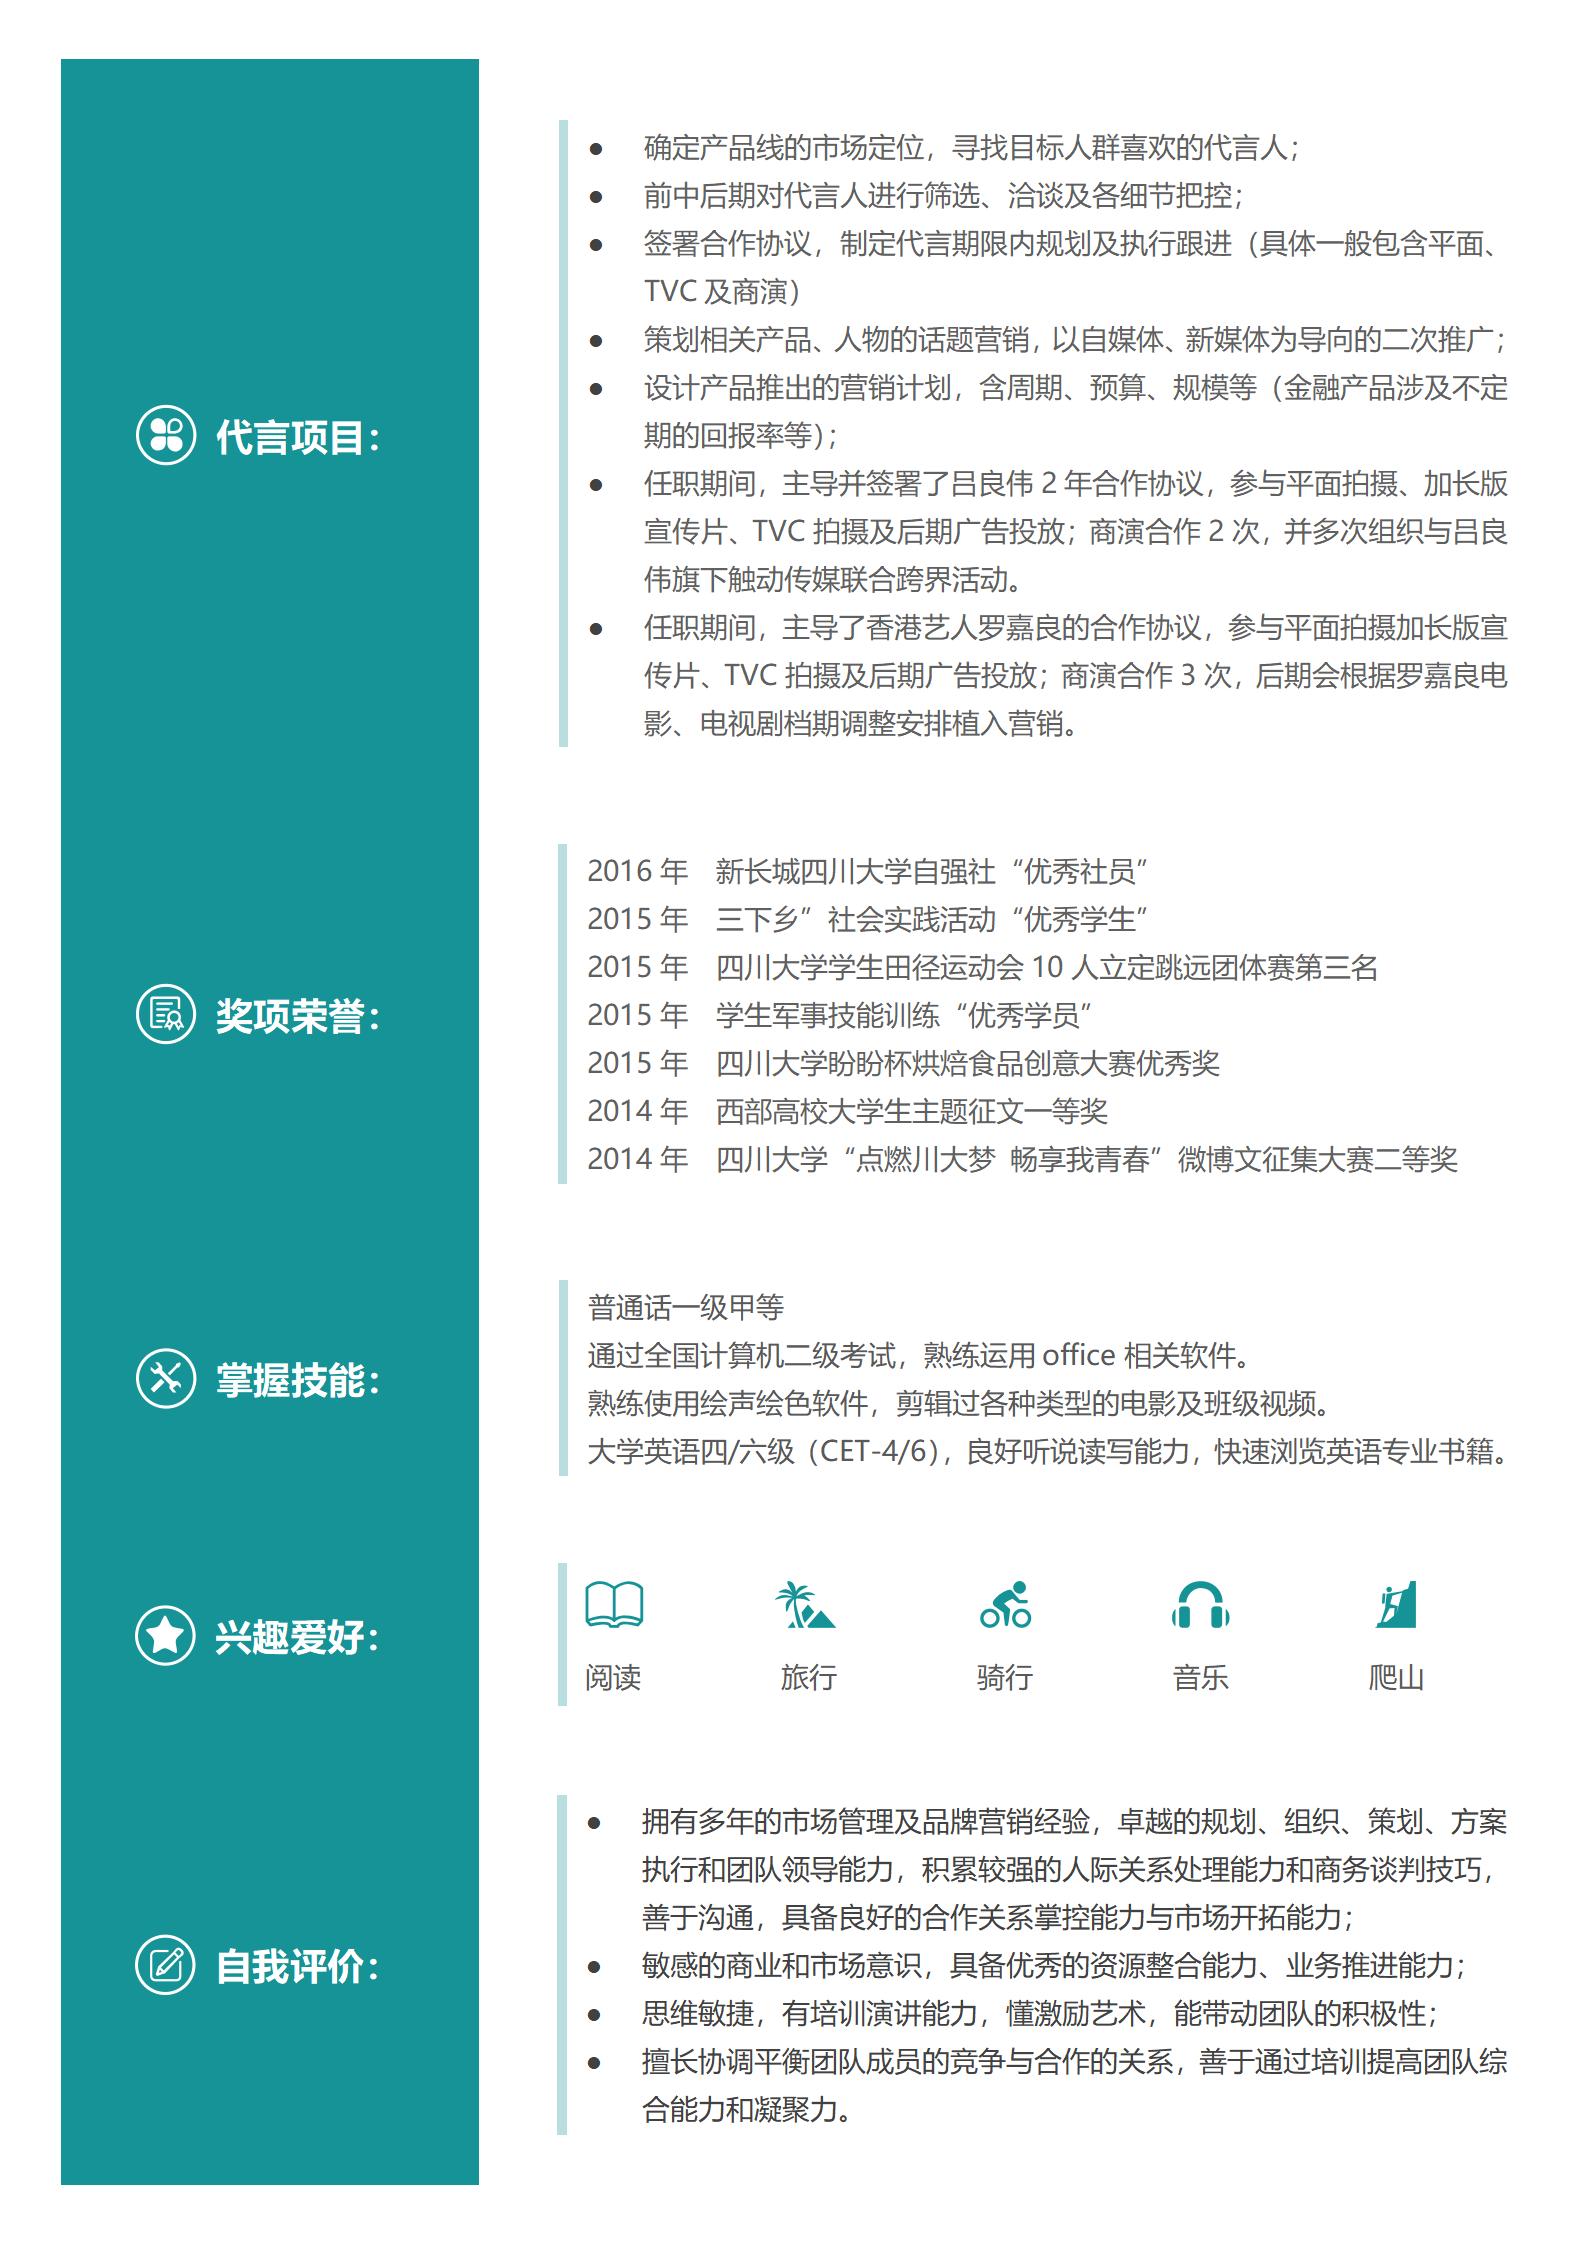 代言项目：
● 确定产品线的市场定位，寻找目标人群喜欢的代言人；
● 前中后期对代言人进行筛选、洽谈及各细节把控；
● 签署合作协议，制定代言期限内规划及执行跟进（具体一般包含平面、
TVC 及商演）
● 策划相关产品、人物的话题营销，以自媒体、新媒体为导向的二次推广；
● 设计产品推出的营销计划，含周期、预算、规模等（金融产品涉及不定
期的回报率等）；
● 任职期间，主导并签署了吕良伟 2 年合作协议，参与平面拍摄、加长版
宣传片、TVC 拍摄及后期广告投放；商演合作 2 次，并多次组织与吕良
伟旗下触动传媒联合跨界活动。
● 任职期间，主导了香港艺人罗嘉良的合作协议，参与平面拍摄加长版宣
传片、TVC 拍摄及后期广告投放；商演合作 3 次，后期会根据罗嘉良电
影、电视剧档期调整安排植入营销。
奖项荣誉：
2016 年 新长城四川大学自强社“优秀社员”
2015 年 三下乡”社会实践活动“优秀学生”
2015 年 四川大学学生田径运动会 10 人立定跳远团体赛第三名
2015 年 学生军事技能训练“优秀学员”
2015 年 四川大学盼盼杯烘焙食品创意大赛优秀奖
2014 年 西部高校大学生主题征文一等奖
2014 年 四川大学“点燃川大梦 畅享我青春”微博文征集大赛二等奖
掌握技能：
普通话一级甲等
通过全国计算机二级考试，熟练运用 office 相关软件。
熟练使用绘声绘色软件，剪辑过各种类型的电影及班级视频。
大学英语四/六级（CET-4/6），良好听说读写能力，快速浏览英语专业书籍。
兴趣爱好：
阅读 旅行 骑行 音乐 爬山
自我评价：
● 拥有多年的市场管理及品牌营销经验，卓越的规划、组织、策划、方案
执行和团队领导能力，积累较强的人际关系处理能力和商务谈判技巧，
善于沟通，具备良好的合作关系掌控能力与市场开拓能力；
● 敏感的商业和市场意识，具备优秀的资源整合能力、业务推进能力；
● 思维敏捷，有培训演讲能力，懂激励艺术，能带动团队的积极性；
● 擅长协调平衡团队成员的竞争与合作的关系，善于通过培训提高团队综
合能力和凝聚力。